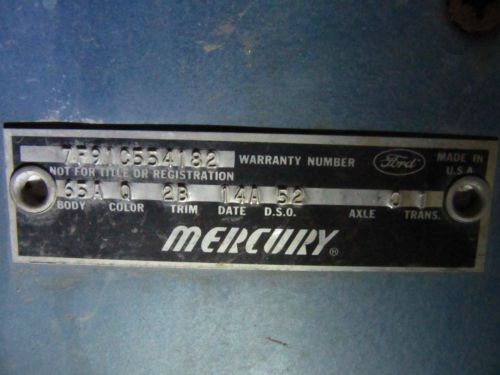 7F91C554182 WARRANTY NUMBER Ford MADE IN U.S.A.
NOT FOR TITLE OR REGISTRATION
65A Q 2B 14A 52
BODY COLOR TRIM DATE D.S.O. AXLE TRANS.
MERCURY ®